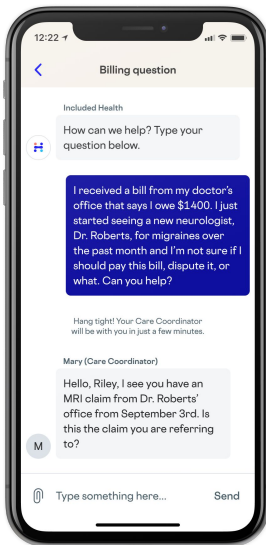 12:22
Billing question
Included Health
How can we help? Type your
question below.
I received a bill from my doctor's
office that says I owe $1400. I just
started seeing a new neurologist,
Dr. Roberts, for migraines over
the past month and I'm not sure if I
should pay this bill, dispute it, or
what. Can you help?
Hang tight! Your Care Coordinator
will be with you in just a few minutes.
Mary (Care Coordinator)
Hello, Riley, I see you have an
MRI claim from Dr. Roberts'
office from September 3rd. Is
this the claim you are referring
to?
M
Type something here...
Send